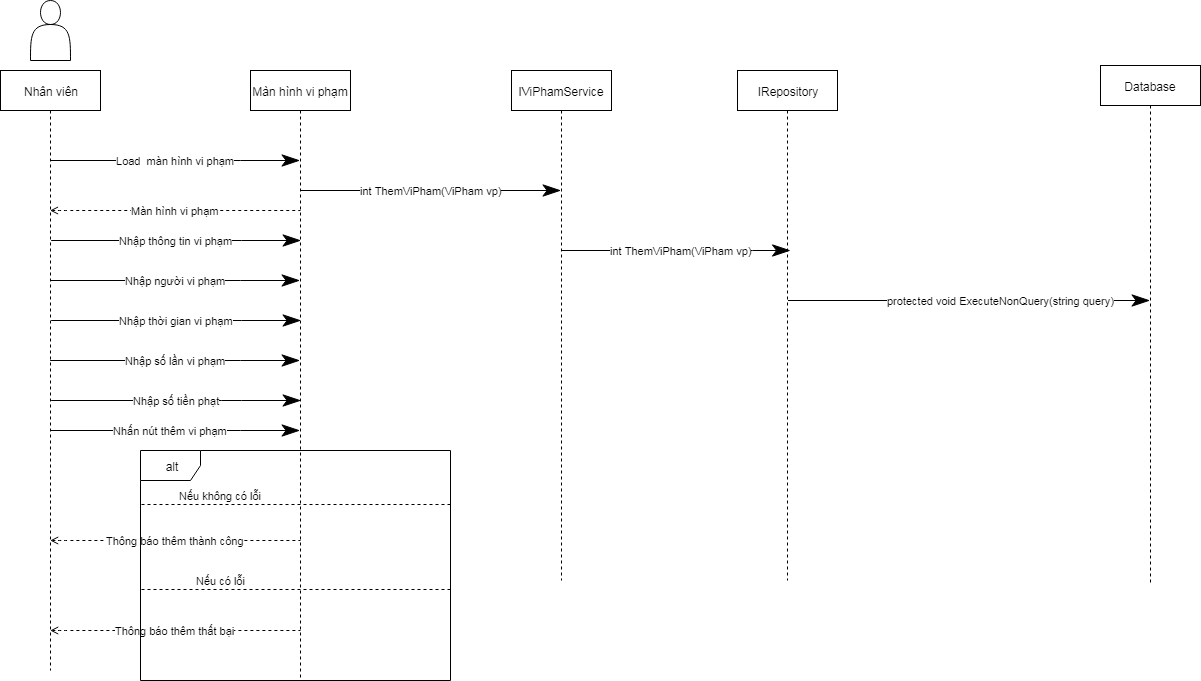 Nhân viên
Màn hình vi phạm
IViPhamService
IRepository
Database
Load màn hình vi phạm
int ThemViPham(ViPham vp)
Màn hình vi phạm
Nhập thông tin vi phạm
int ThemViPham(ViPham vp)
Nhập người vi phạm
protected void ExecuteNonQuery(string query)
Nhập thời gian vi phạm
Nhập số lần vi phạm
Nhập số tiền phạt
Nhấn nút thêm vi phạm
alt
Nếu không có lỗi
Thông báo thêm thành công
Nếu có lỗi
Thông báo thêm thất bại